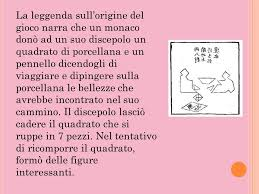 La leggenda sull'origine del
gioco narra che un monaco
donò ad un suo discepolo un
quadrato di porcellana e un
pennello dicendogli di
viaggiare e dipingere sulla
porcellana le bellezze che
avrebbe incontrato nel suo
cammino. Il discepolo lasciò
cadere il quadrato che si
ruppe in 7 pezzi. Nel tentativo
di ricomporre il quadrato,
formò delle figure
interessanti.